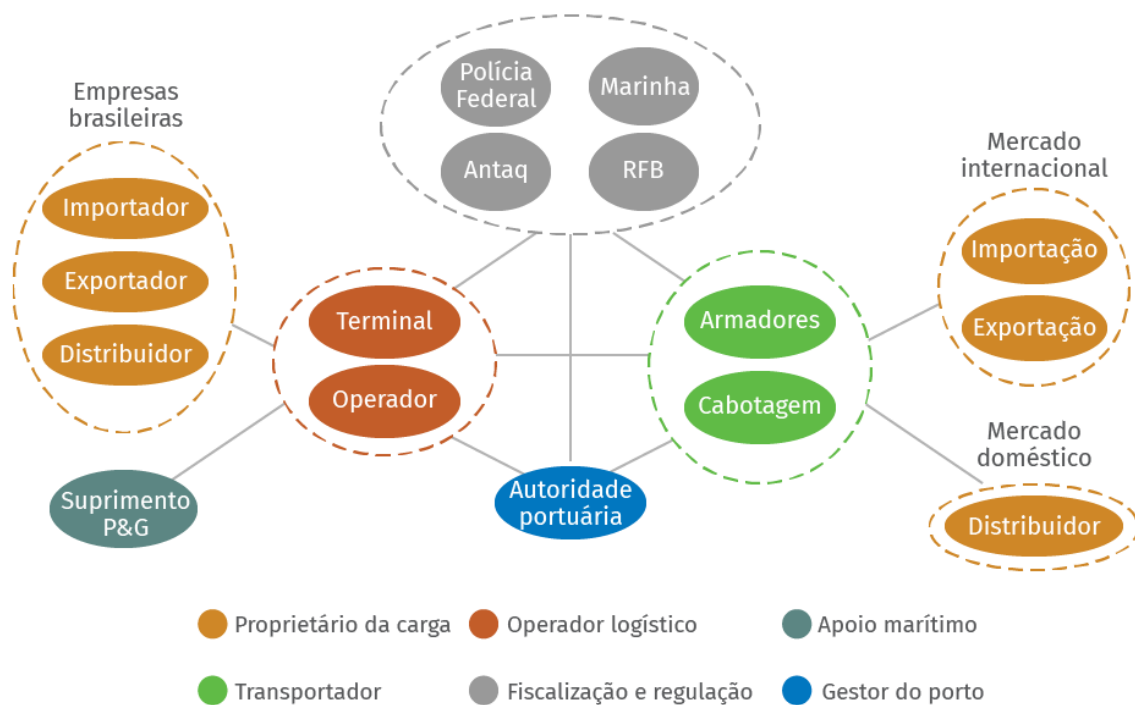 Empresas
brasileiras
Importador
Exportador
Distribuidor
Suprimento
P&G
Polícia
Federal
Marinha
Antaq
RFB
Terminal
Operador
Autoridade
portuária
Armadores
Cabotagem
Mercado
internacional
Importação
Exportação
Mercado
doméstico
Distribuidor
Proprietário da carga
Operador logístico
Apoio marítimo
Transportador
Fiscalização e regulação
Gestor do porto